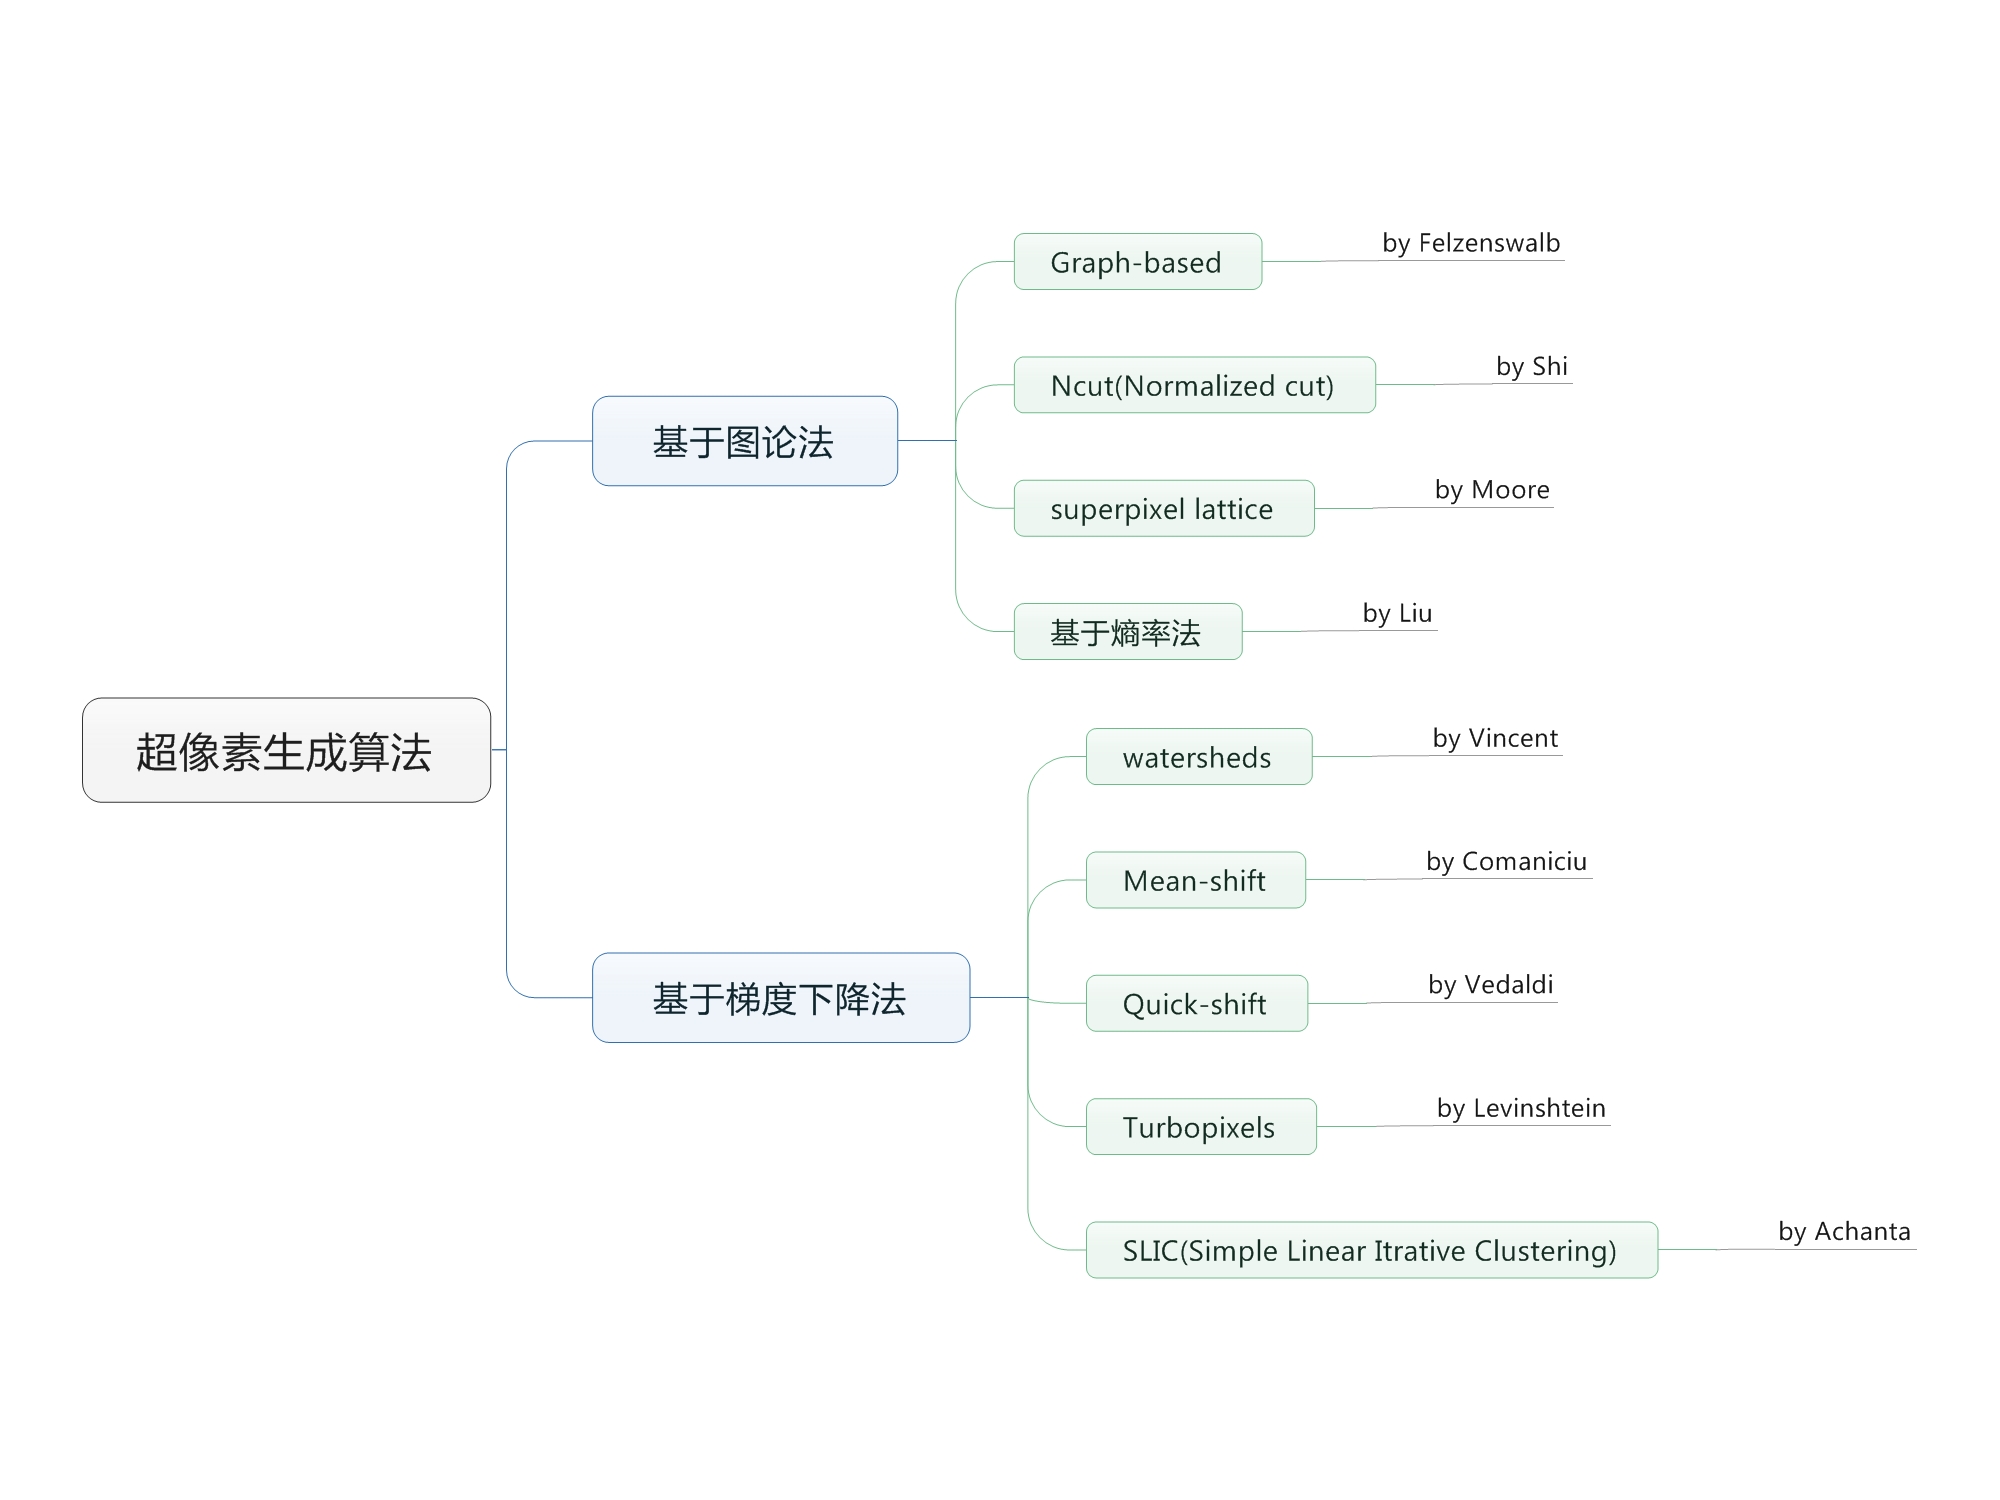 超像素生成算法
基于图论法
Graph-based
by Felzenswalb
Ncut(Normalized cut)
by Shi
superpixel lattice
by Moore
基于熵率法
by Liu
基于梯度下降法
watersheds
by Vincent
Mean-shift
by Comaniciu
Quick-shift
by Vedaldi
Turbopixels
by Levinshtein
SLIC(Simple Linear Itrative Clustering)
by Achanta